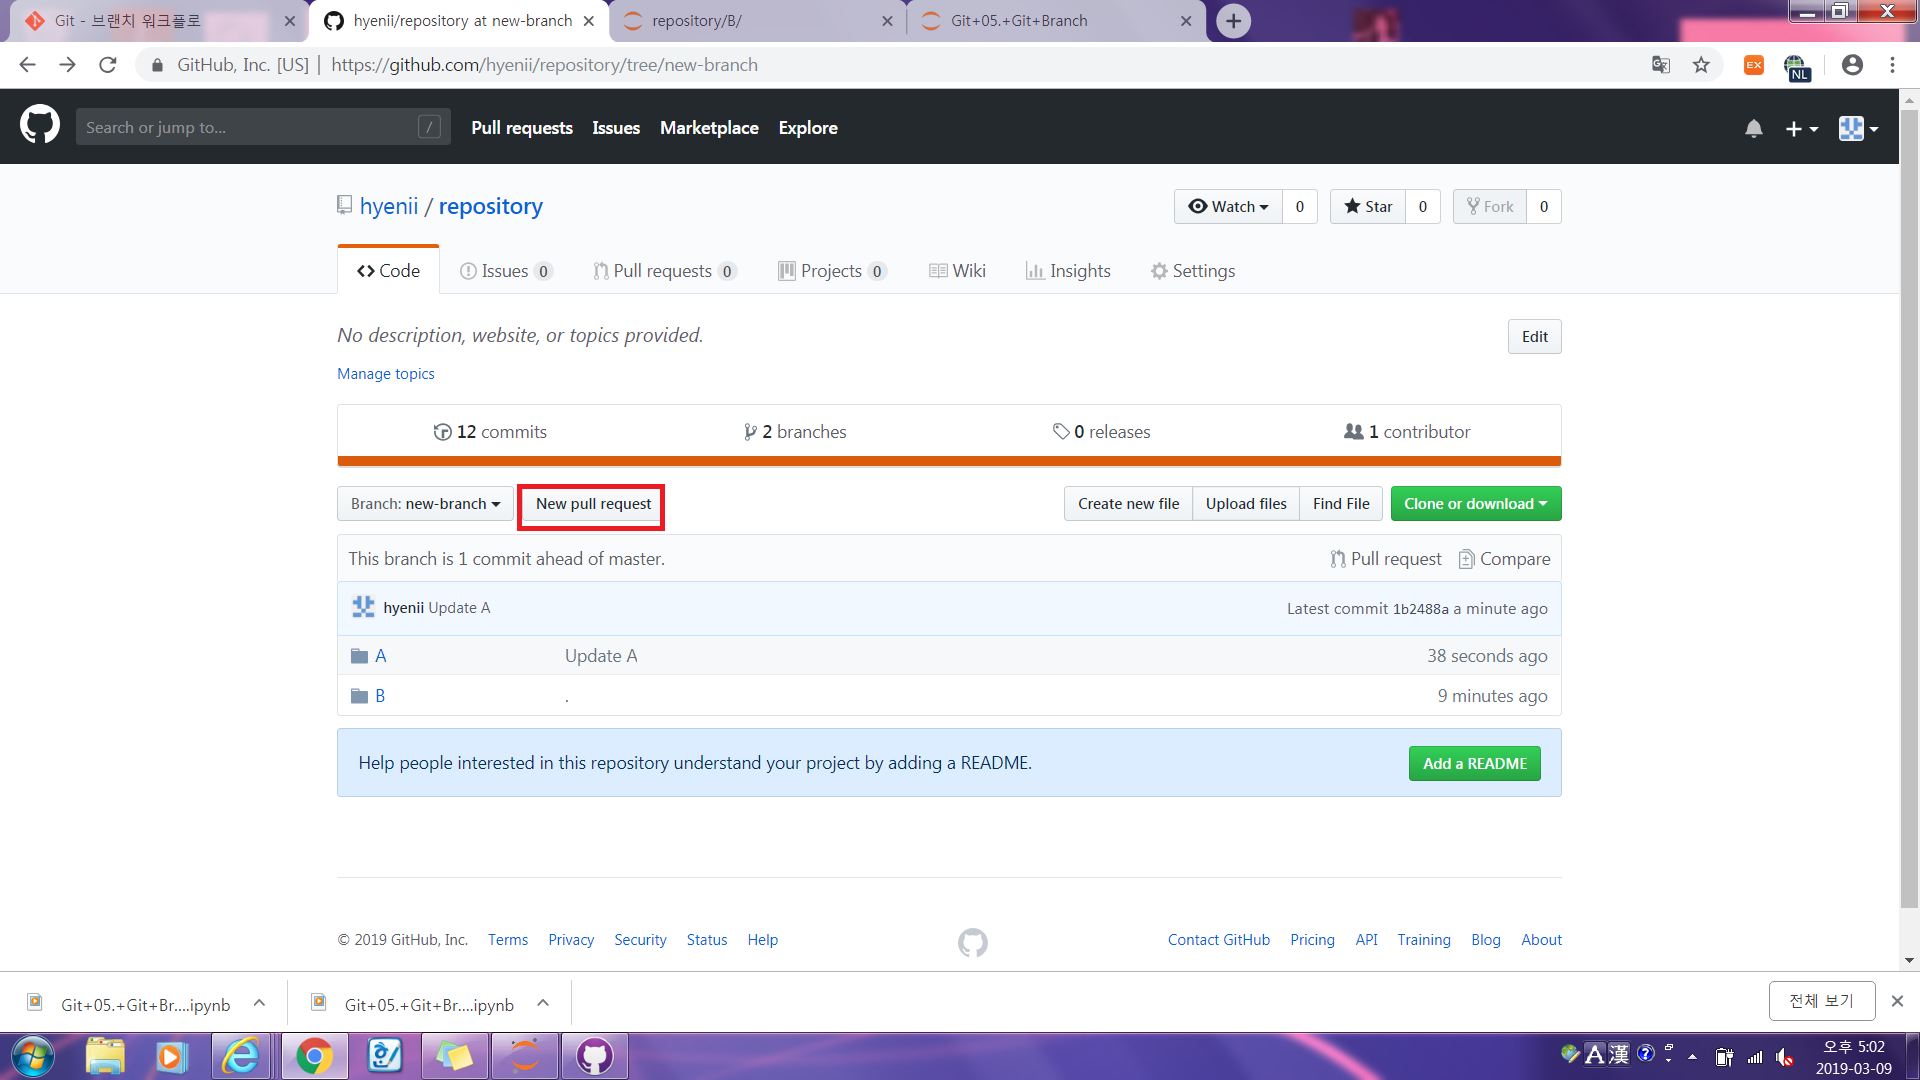 Git - 브랜치 워크플로
hyenii/repository at new-branch
repository/B/
Git+05.+Git+Branch
GitHub, Inc. [US] | https://github.com/hyenii/repository/tree/new-branch
EX
NL
Search or jump to...
/
Pull requests Issues Marketplace Explore
hyenii / repository
Watch 0
Star 0
Fork 0
Code
Issues 0
Pull requests 0
Projects 0
Wiki
Insights
Settings
No description, website, or topics provided.
Edit
Manage topics
12 commits
2 branches
0 releases
1 contributor
Branch: new-branch
New pull request
Create new file
Upload files
Find File
Clone or download
This branch is 1 commit ahead of master.
Pull request
Compare
hyenii Update A
Latest commit 1b2488a a minute ago
A Update A 38 seconds ago
B . 9 minutes ago
Help people interested in this repository understand your project by adding a README.
Add a README
© 2019 GitHub, Inc. Terms Privacy Security Status Help
Contact GitHub Pricing API Training Blog About
Git+05.+Git+Br....ipynb
Git+05.+Git+Br....ipynb
전체 보기
A 漢 ?
오후 5:02
2019-03-09